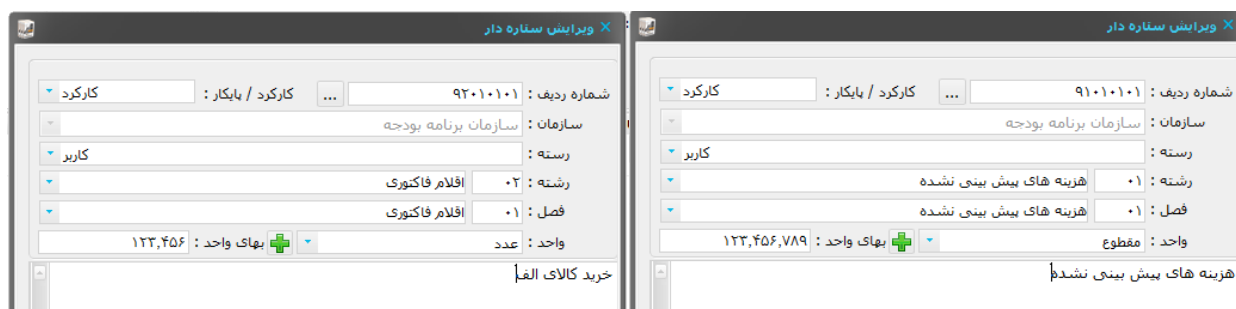 ویرایش ستاره دار
شماره ردیف : ۹۱۰۱۰۱۰۱ ... کارکرد / پایکار : کارکرد
سازمان : سازمان برنامه بودجه
رسته : کاربر
رشته : ۰۱ هزینه های پیش بینی نشده
فصل : ۰۱ هزینه های پیش بینی نشده
واحد : مقطوع بهای واحد : ۱۲۳,۴۵۶,۷۸۹
هزینه های پیش بینی نشده
ویرایش ستاره دار
شماره ردیف : ۹۲۰۱۰۱۰۱ ... کارکرد / پایکار : کارکرد
سازمان : سازمان برنامه بودجه
رسته : کاربر
رشته : ۰۲ اقلام فاکتوری
فصل : ۰۱ اقلام فاکتوری
واحد : عدد بهای واحد : ۱۲۳,۴۵۶
خرید کالای الف